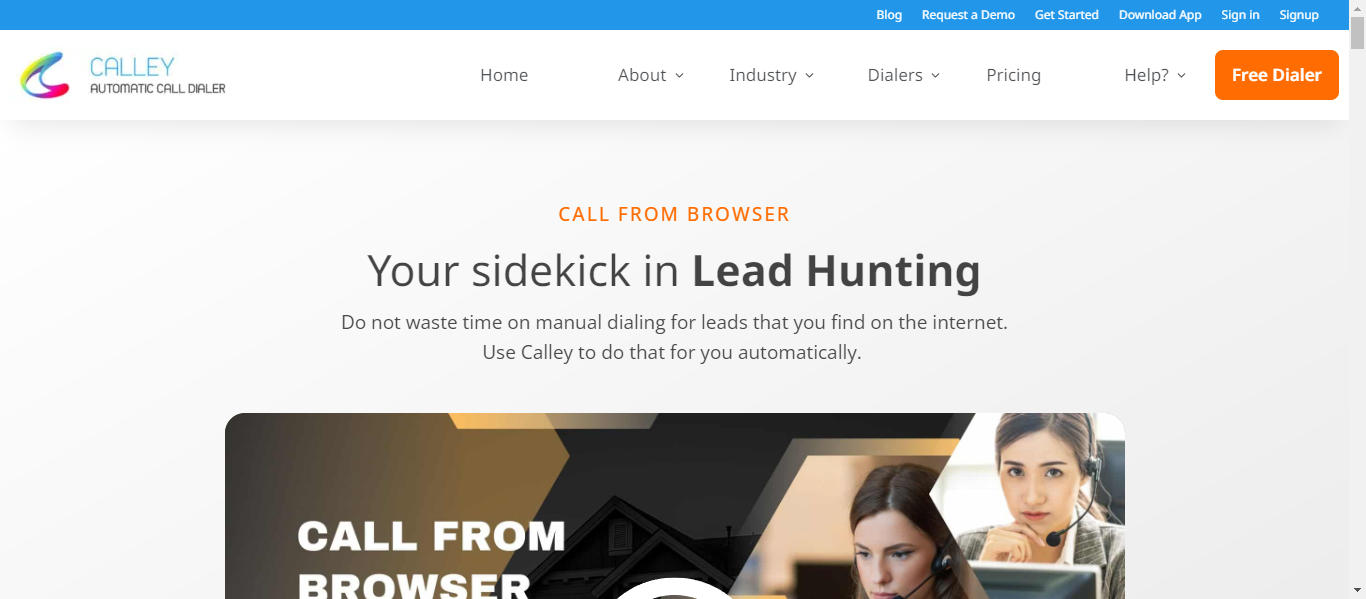 Blog Request a Demo Get Started Download App Sign in Signup
CALLEY
AUTOMATIC CALL DIALER
Home About Industry Dialers Pricing Help? Free Dialer
CALL FROM BROWSER
Your sidekick in Lead Hunting
Do not waste time on manual dialing for leads that you find on the internet.
Use Calley to do that for you automatically.
CALL FROM
BROWSER